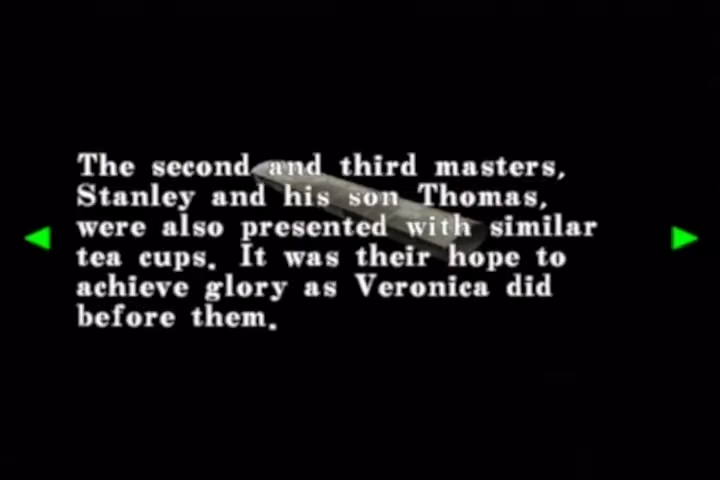 The second and third masters,
Stanley and his son Thomas,
were also presented with similar
tea cups. It was their hope to
achieve glory as Veronica did
before them.